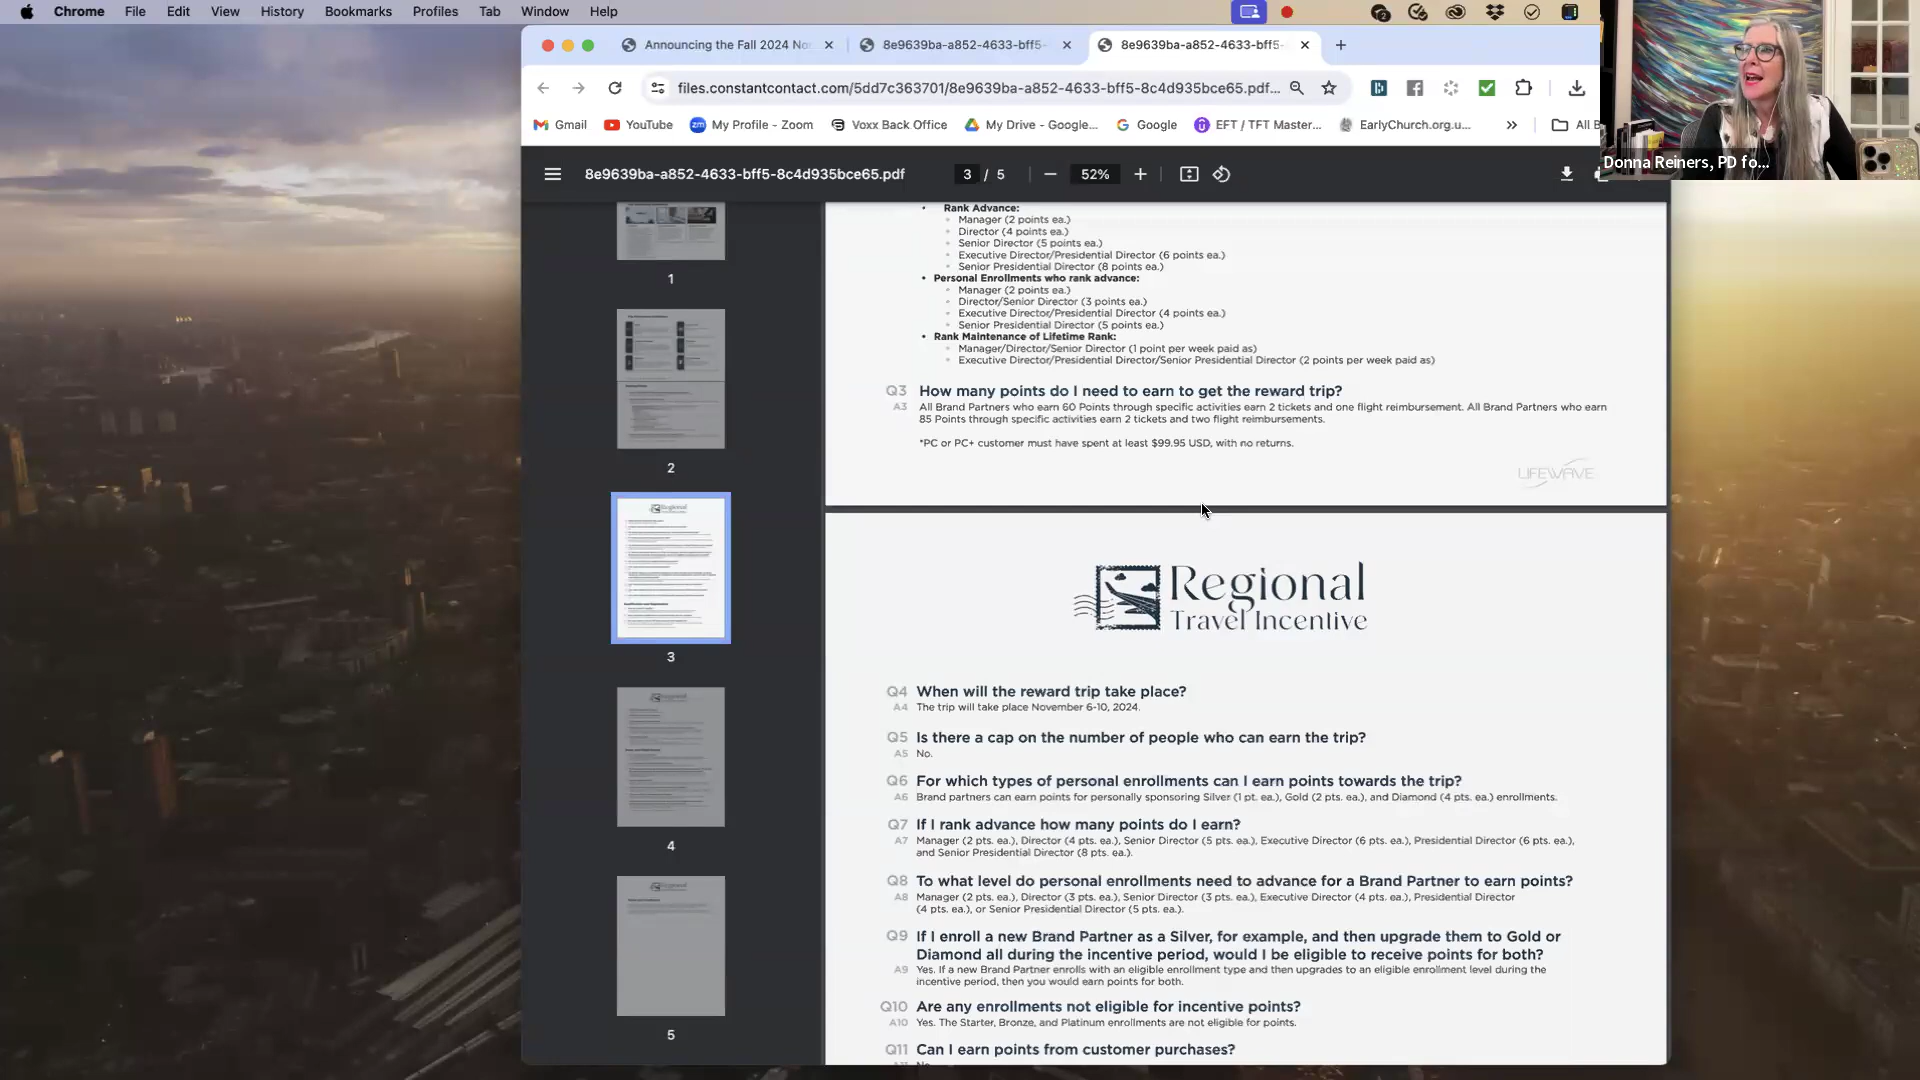 Chrome File Edit View History Bookmarks Profiles Tab Window Help
Announcing the Fall 2024 No
8e9639ba-a852-4633-bff5-
8e9639ba-a852-4633-bff5-
files.constantcontact.com/5dd7c363701/8e9639ba-a852-4633-bff5-8c4d935bce65.pdf...
Gmail YouTube My Profile - Zoom Voxx Back Office My Drive - Google... Google EFT / TFT Master... EarlyChurch.org.u... » All B
Donna Reiners, PD fo...
8e9639ba-a852-4633-bff5-8c4d935bce65.pdf 3 / 5 52%
1
2
3
4
5
• Rank Advance:
Manager (2 points ea.)
Director (4 points ea.)
Senior Director (5 points ea.)
Executive Director/Presidential Director (6 points ea.)
Senior Presidential Director (8 points ea.)
• Personal Enrollments who rank advance:
Manager (2 points ea.)
Director/Senior Director (3 points ea.)
Executive Director/Presidential Director (4 points ea.)
Senior Presidential Director (5 points ea.)
• Rank Maintenance of Lifetime Rank:
Manager/Director/Senior Director (1 point per week paid as)
Executive Director/Presidential Director/Senior Presidential Director (2 points per week paid as)
Q3 How many points do I need to earn to get the reward trip?
A3 All Brand Partners who earn 60 Points through specific activities earn 2 tickets and one flight reimbursement. All Brand Partners who earn
85 Points through specific activities earn 2 tickets and two flight reimbursements.
*PC or PC+ customer must have spent at least $99.95 USD, with no returns.
LIFEWAVE
Regional
Travel Incentive
Q4 When will the reward trip take place?
A4 The trip will take place November 6-10, 2024.
Q5 Is there a cap on the number of people who can earn the trip?
A5 No.
Q6 For which types of personal enrollments can I earn points towards the trip?
A6 Brand partners can earn points for personally sponsoring Silver (1 pt. ea.), Gold (2 pts. ea.), and Diamond (4 pts. ea.) enrollments.
Q7 If I rank advance how many points do I earn?
A7 Manager (2 pts. ea.), Director (4 pts. ea.), Senior Director (5 pts. ea.), Executive Director (6 pts. ea.), Presidential Director (6 pts. ea.),
and Senior Presidential Director (8 pts. ea.).
Q8 To what level do personal enrollments need to advance for a Brand Partner to earn points?
A8 Manager (2 pts. ea.), Director (3 pts. ea.), Senior Director (3 pts. ea.), Executive Director (4 pts. ea.), Presidential Director
(4 pts. ea.), or Senior Presidential Director (5 pts. ea.).
Q9 If I enroll a new Brand Partner as a Silver, for example, and then upgrade them to Gold or
Diamond all during the incentive period, would I be eligible to receive points for both?
A9 Yes. If a new Brand Partner enrolls with an eligible enrollment type and then upgrades to an eligible enrollment level during the
incentive period, then you would earn points for both.
Q10 Are any enrollments not eligible for incentive points?
A10 Yes. The Starter, Bronze, and Platinum enrollments are not eligible for points.
Q11 Can I earn points from customer purchases?